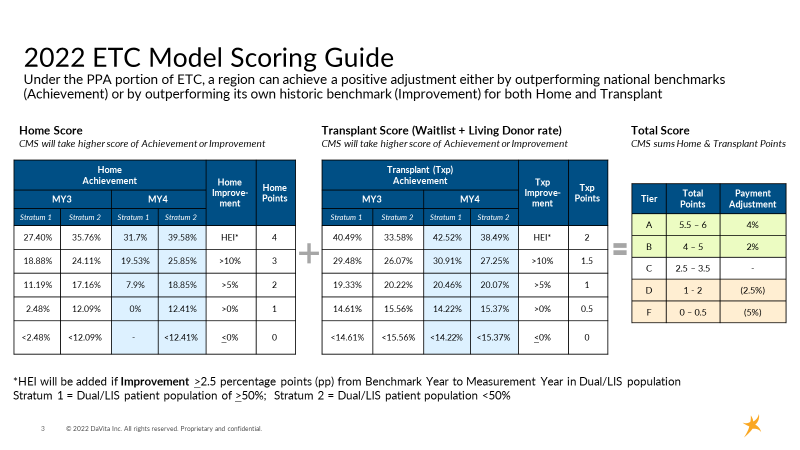 2022 ETC Model Scoring Guide
Under the PPA portion of ETC, a region can achieve a positive adjustment either by outperforming national benchmarks
(Achievement) or by outperforming its own historic benchmark (Improvement) for both Home and Transplant
Home Score
CMS will take higher score of Achievement or Improvement
Home Achievement | Home Improve-ment | Home Points
MY3 | MY4
Stratum 1 | Stratum 2 | Stratum 1 | Stratum 2
27.40% | 35.76% | 31.7% | 39.58% | HEI* | 4
18.88% | 24.11% | 19.53% | 25.85% | >10% | 3
11.19% | 17.16% | 7.9% | 18.85% | >5% | 2
2.48% | 12.09% | 0% | 12.41% | >0% | 1
<2.48% | <12.09% | - | <12.41% | <0% | 0
+
Transplant Score (Waitlist + Living Donor rate)
CMS will take higher score of Achievement or Improvement
Transplant (Txp) Achievement | Txp Improve-ment | Txp Points
MY3 | MY4
Stratum 1 | Stratum 2 | Stratum 1 | Stratum 2
40.49% | 33.58% | 42.52% | 38.49% | HEI* | 2
29.48% | 26.07% | 30.91% | 27.25% | >10% | 1.5
19.33% | 20.22% | 20.46% | 20.07% | >5% | 1
14.61% | 15.56% | 14.22% | 15.37% | >0% | 0.5
<14.61% | <15.56% | <14.22% | <15.37% | <0% | 0
=
Total Score
CMS sums Home & Transplant Points
Tier | Total Points | Payment Adjustment
A | 5.5 – 6 | 4%
B | 4 – 5 | 2%
C | 2.5 – 3.5 | -
D | 1 - 2 | (2.5%)
F | 0 – 0.5 | (5%)
*HEI will be added if Improvement >2.5 percentage points (pp) from Benchmark Year to Measurement Year in Dual/LIS population
Stratum 1 = Dual/LIS patient population of >50%; Stratum 2 = Dual/LIS patient population <50%
3 © 2022 DaVita Inc. All rights reserved. Proprietary and confidential.